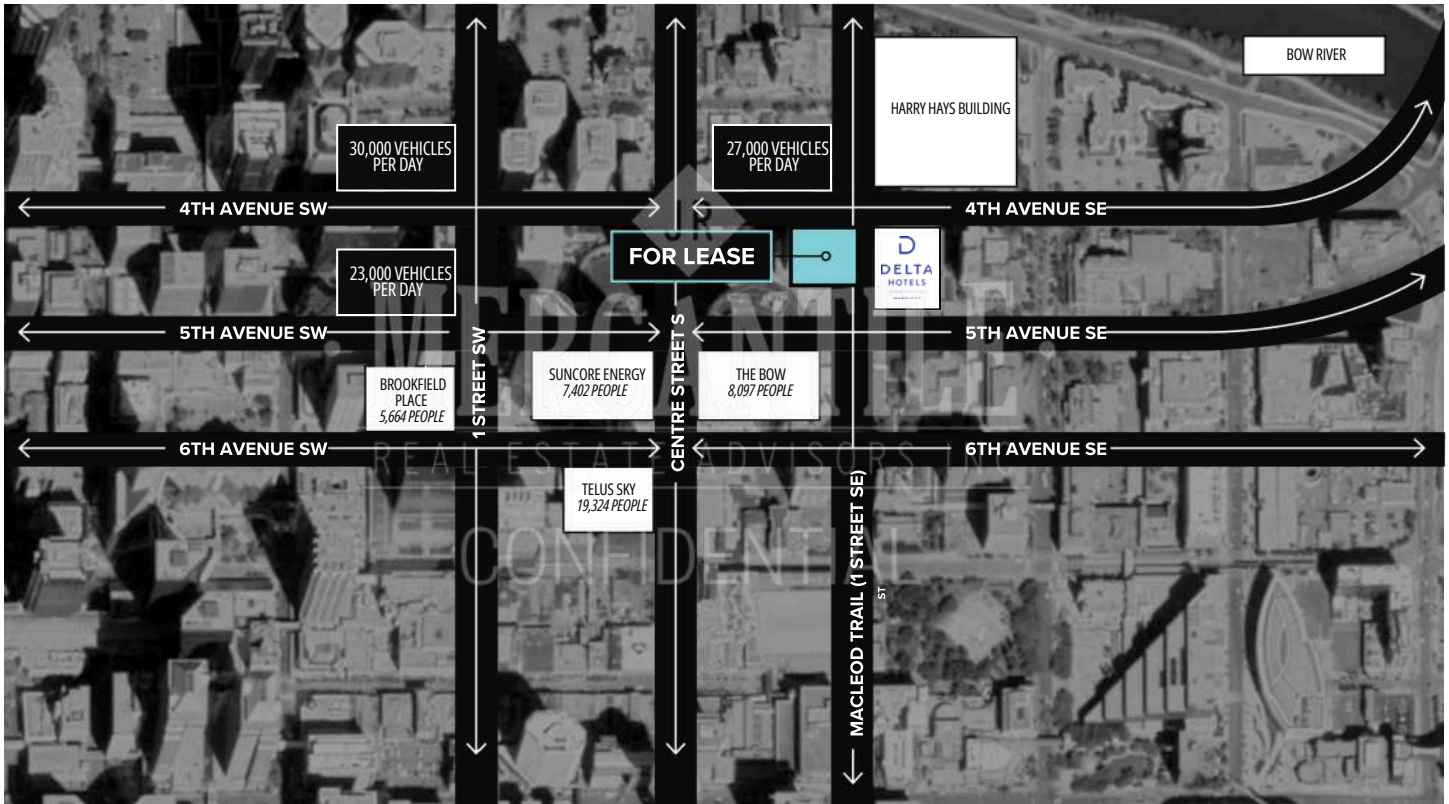 BOW RIVER
HARRY HAYS BUILDING
30,000 VEHICLES
PER DAY
27,000 VEHICLES
PER DAY
4TH AVENUE SW
4TH AVENUE SE
JR
FOR LEASE
D
DELTA
HOTELS
23,000 VEHICLES
PER DAY
MERCANTILE
5TH AVENUE SW
5TH AVENUE SE
1 STREET SW
CENTRE STREET S
BROOKFIELD
PLACE
5,664 PEOPLE
SUNCORE ENERGY
7,402 PEOPLE
THE BOW
8,097 PEOPLE
6TH AVENUE SW
6TH AVENUE SE
REAL ESTATE ADVISORS INC
TELUS SKY
19,324 PEOPLE
CONFIDENTIAL
MACLEOD TRAIL (1 STREET SE)
ST